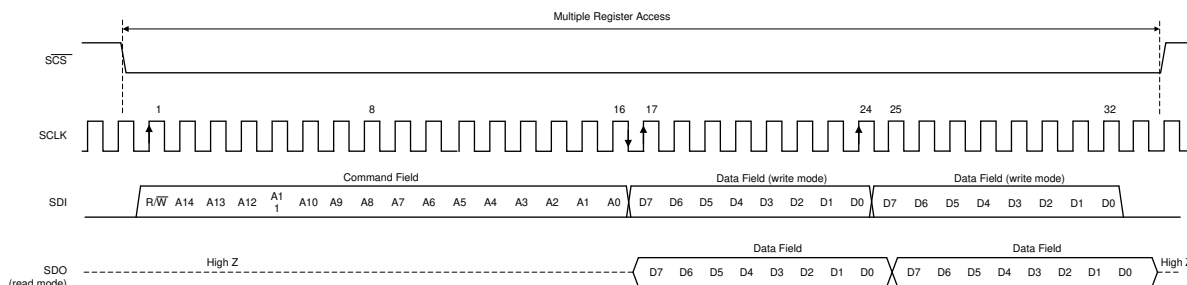 Multiple Register Access
SCS
1 8 16 17 24 25 32
SCLK
Command Field Data Field (write mode) Data Field (write mode)
SDI R/W A14 A13 A12 A1 A10 A9 A8 A7 A6 A5 A4 A3 A2 A1 A0 D7 D6 D5 D4 D3 D2 D1 D0 D7 D6 D5 D4 D3 D2 D1 D0
1
Data Field Data Field
High Z High Z
SDO D7 D6 D5 D4 D3 D2 D1 D0 D7 D6 D5 D4 D3 D2 D1 D0
(read mode)